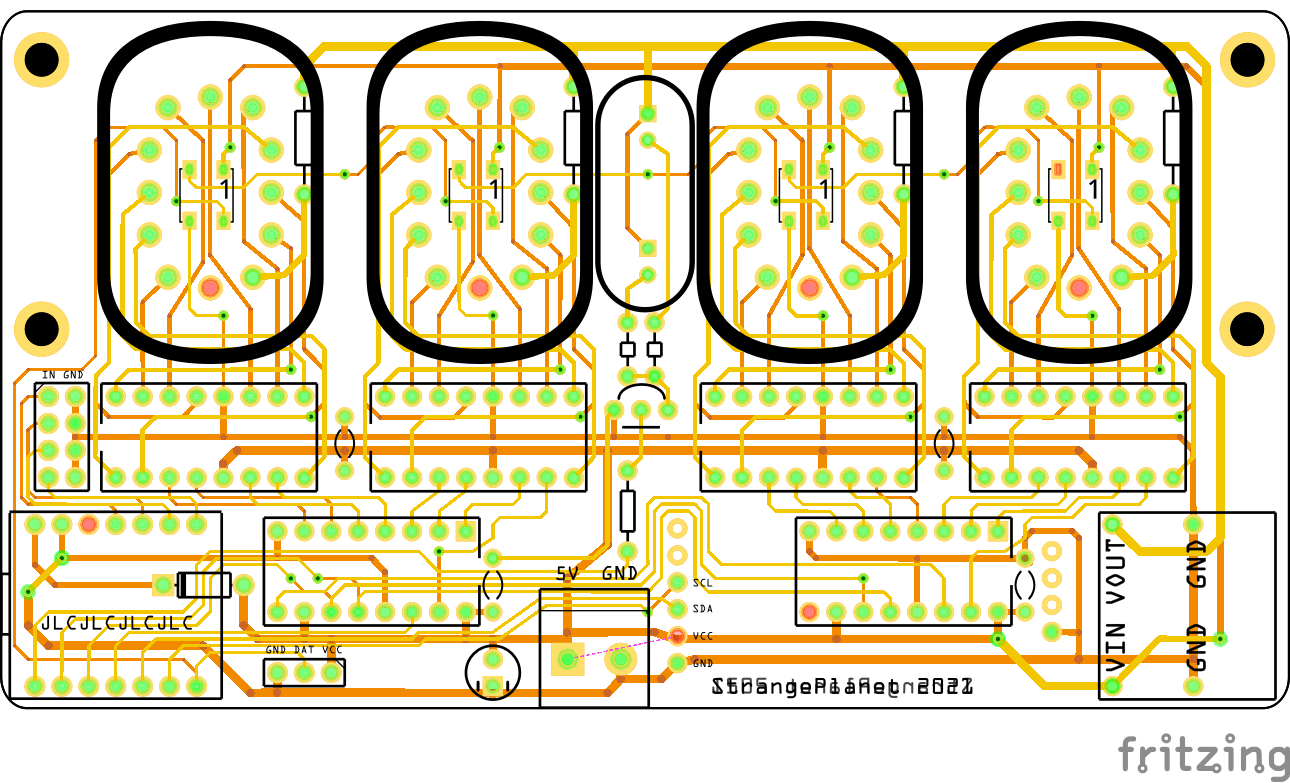 1
1
1
1
IN GND
5V GND
SCL
SDA
VCC
GND
JLCJLCJLCJLC
GND DAT VCC
VIN VOUT
GND GND
StrangePlanet 2021
fritzing